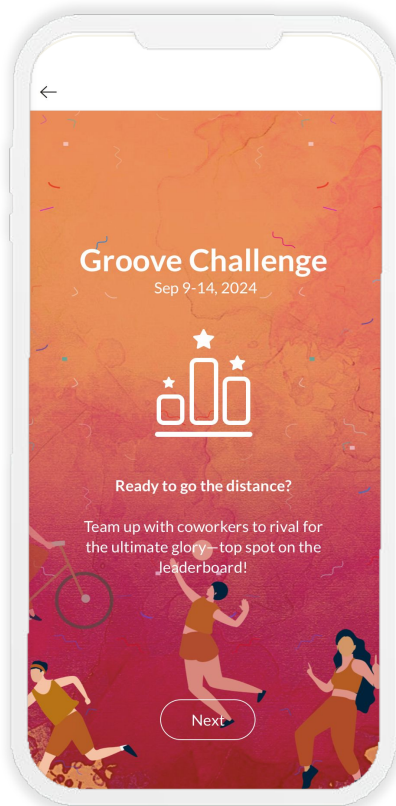 Groove Challenge
Sep 9-14, 2024
Ready to go the distance?
Team up with coworkers to rival for
the ultimate glory—top spot on the
leaderboard!
Next